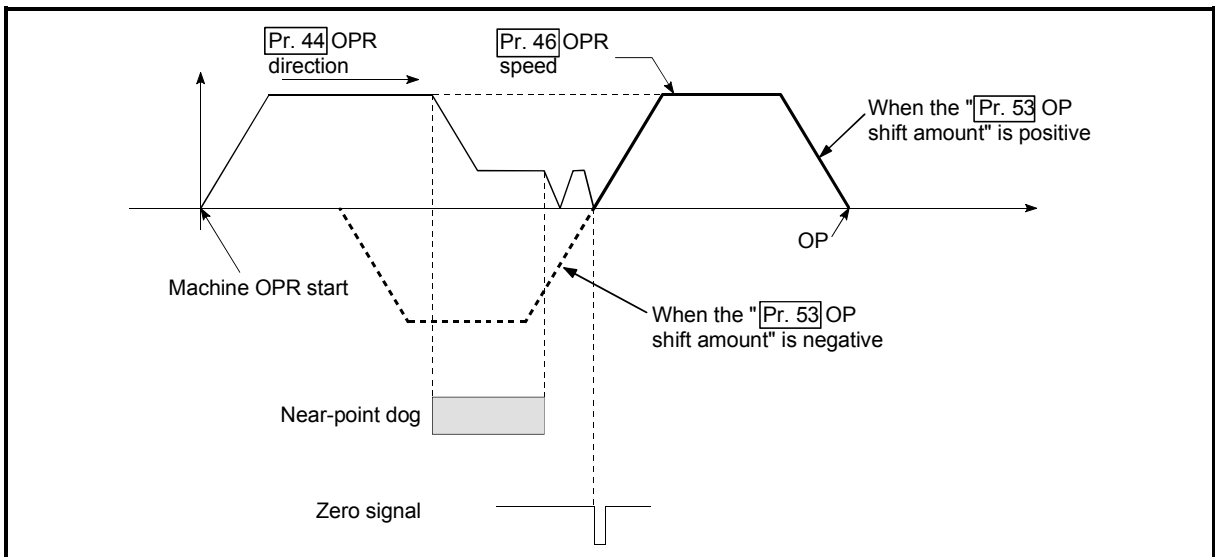 Pr. 44 OPR
direction
Pr. 46 OPR
speed
When the "Pr. 53 OP
shift amount" is positive
OP
Machine OPR start
When the "Pr. 53 OP
shift amount" is negative
Near-point dog
Zero signal